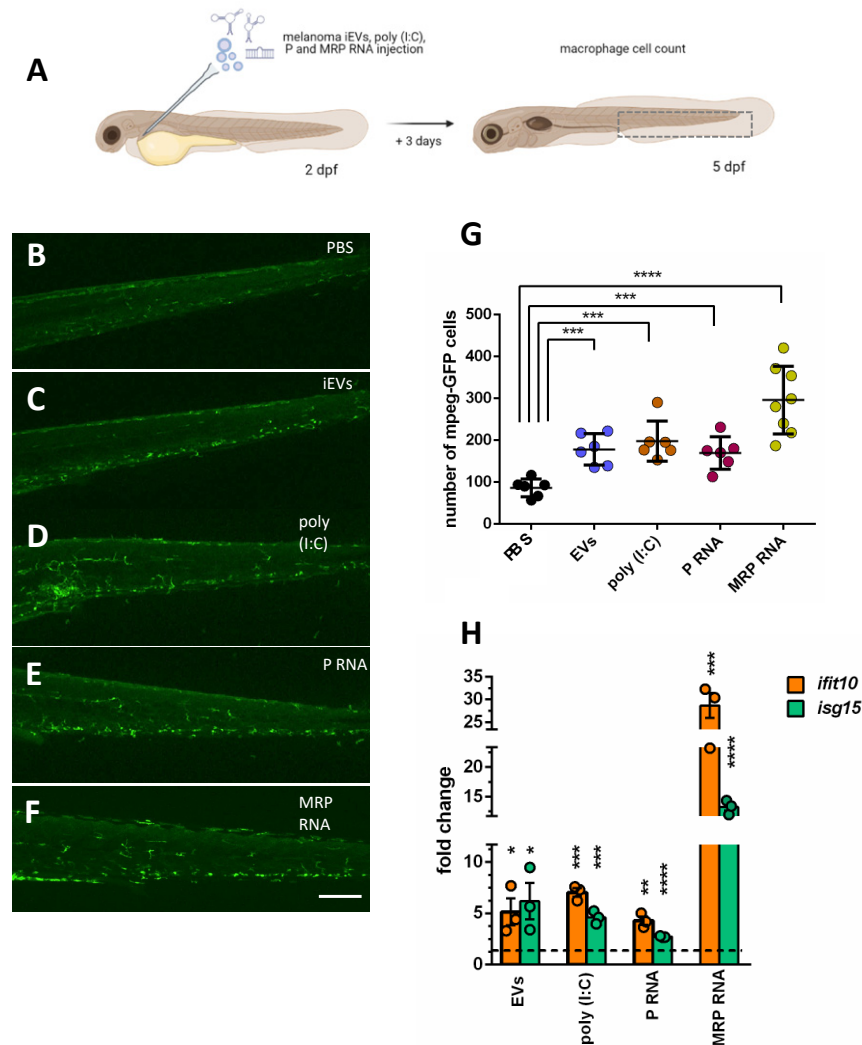 A
melanoma iEVs, poly (I:C),
P and MRP RNA injection
macrophage cell count
2 dpf
+ 3 days
5 dpf
B
PBS
C
iEVs
D
poly
(I:C)
E
P RNA
F
MRP
RNA
G
****
***
***
***
number of mpeg-GFP cells
500
400
300
200
100
0
PBS
EVs
poly (I:C)
P RNA
MRP RNA
H
fold change
35
30
25
20
15
10
5
0
*
*
***
***
**
****
***
****
EVs
poly (I:C)
P RNA
MRP RNA
ifit10
isg15